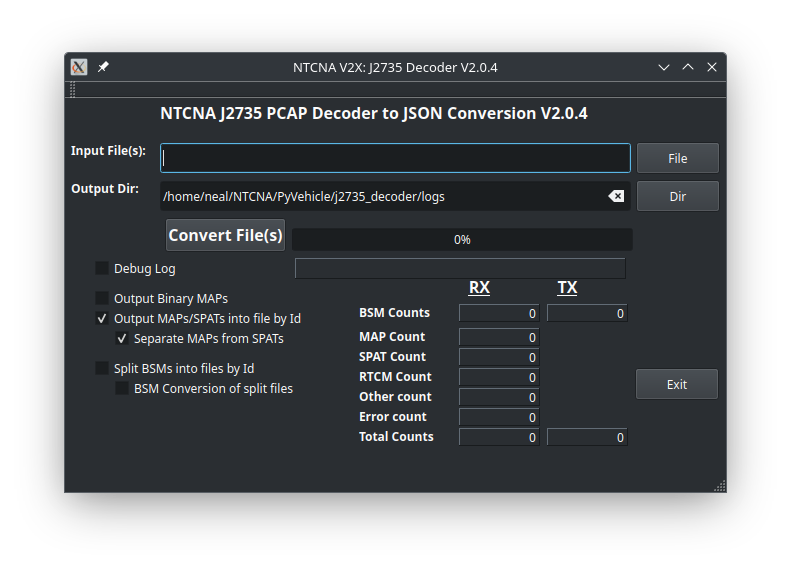 NTCNA V2X: J2735 Decoder V2.0.4
NTCNA J2735 PCAP Decoder to JSON Conversion V2.0.4
Input File(s):
File
Output Dir:
/home/neal/NTCNA/PyVehicle/j2735_decoder/logs
Dir
Convert File(s)
0%
Debug Log
RX TX
Output Binary MAPs
BSM Counts 0 0
Output MAPs/SPATs into file by Id
Separate MAPs from SPATs
MAP Count 0
SPAT Count 0
Split BSMs into files by Id
RTCM Count 0
BSM Conversion of split files
Other count 0
Exit
Error count 0
Total Counts 0 0